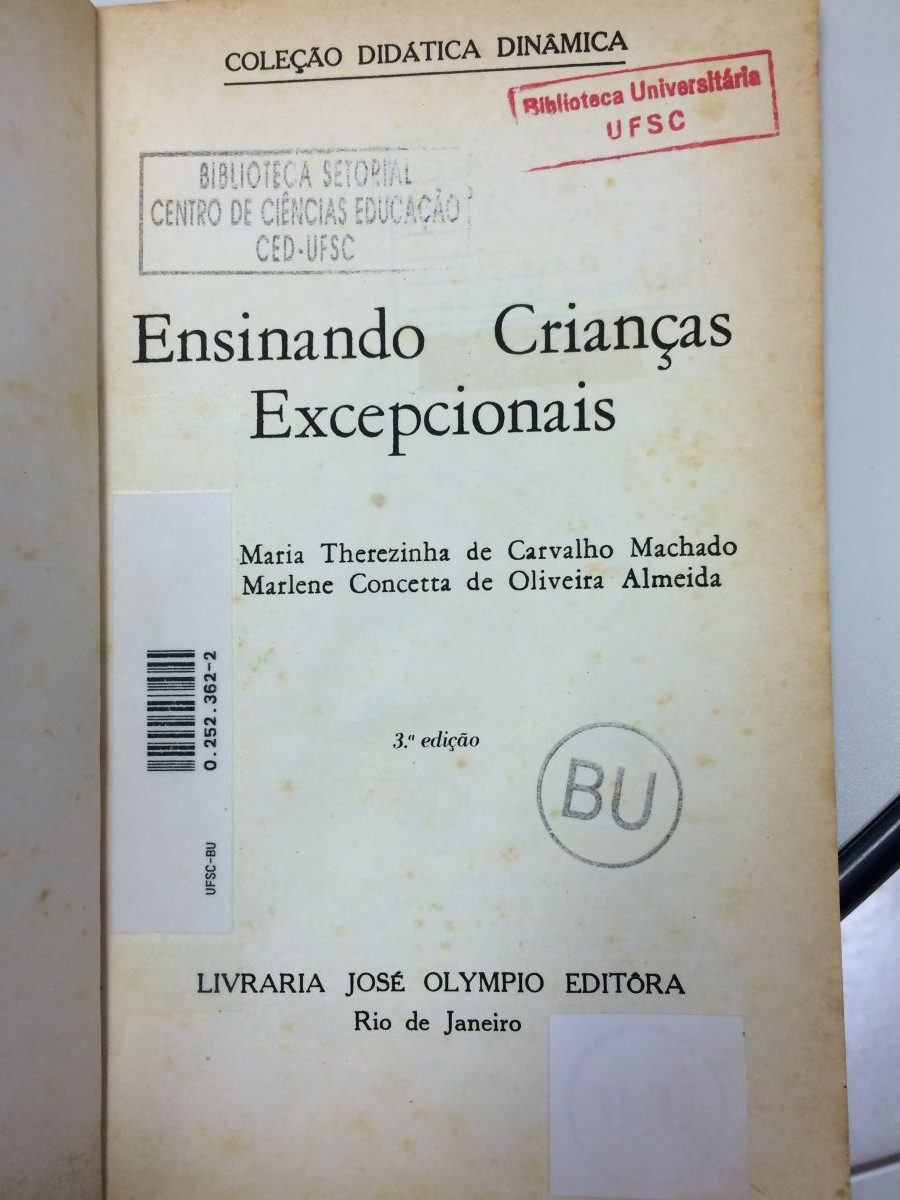 COLEÇÃO DIDÁTICA DINÂMICA
Biblioteca Universitária
UFSC
BIBLIOTECA SETORIAL
CENTRO DE CIÊNCIAS EDUCAÇÃO
CED-UFSC
Ensinando Crianças
Excepcionais
Maria Therezinha de Carvalho Machado
Marlene Concetta de Oliveira Almeida
0.252.362-2
UFSC-BU
3.ª edição
BU
LIVRARIA JOSÉ OLYMPIO EDITÔRA
Rio de Janeiro